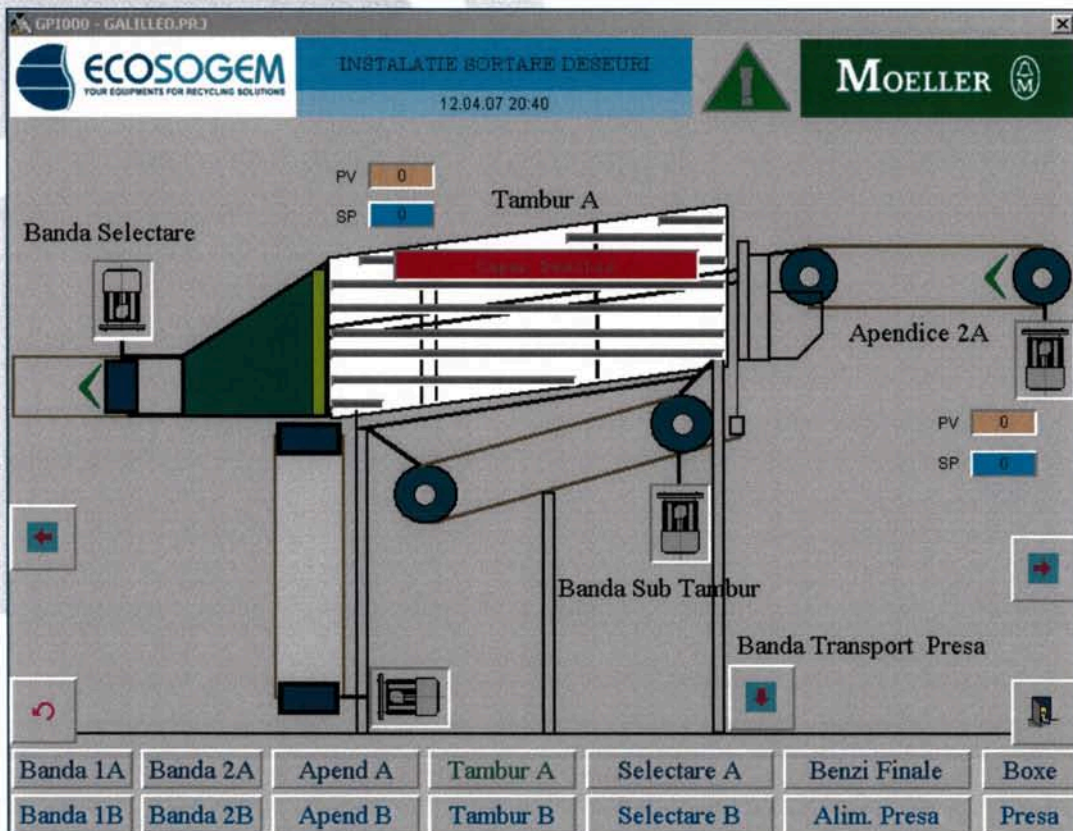 GP1000 - GALILEO.PRJ
ECOSOGEM
YOUR EQUIPMENTS FOR RECYCLING SOLUTIONS
INSTALATIE SORTARE DESEURI
12.04.07 20:40
MOELLER
M
PV 0
SP 0
Tambur A
Banda Selectare
Apendice 2A
PV 0
SP 0
Banda Sub Tambur
Banda Transport Presa
Banda 1A Banda 2A Apend A Tambur A Selectare A Benzi Finale Boxe
Banda 1B Banda 2B Apend B Tambur B Selectare B Alim. Presa Presa